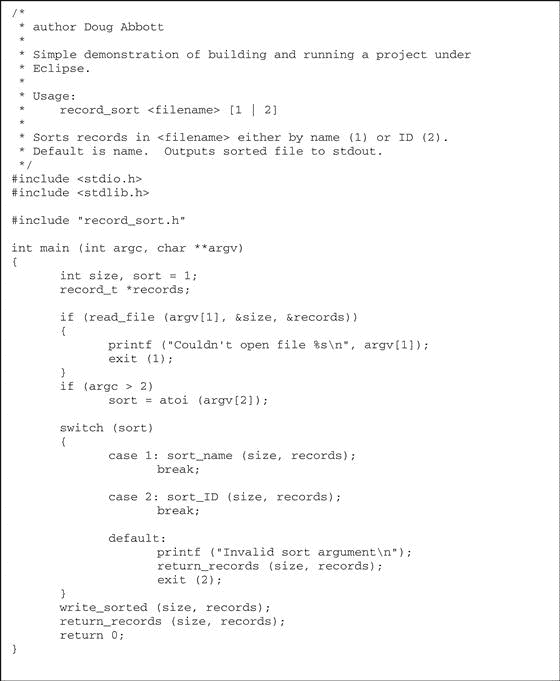 /*
 * author Doug Abbott
 *
 * Simple demonstration of building and running a project under
 * Eclipse.
 *
 * Usage:
 *     record_sort <filename> [1 | 2]
 *
 * Sorts records in <filename> either by name (1) or ID (2).
 * Default is name.  Outputs sorted file to stdout.
 */
#include <stdio.h>
#include <stdlib.h>

#include "record_sort.h"

int main (int argc, char **argv)
{
       int size, sort = 1;
       record_t *records;

       if (read_file (argv[1], &size, &records))
       {
              printf ("Couldn't open file %s\n", argv[1]);
              exit (1);
       }
       if (argc > 2)
              sort = atoi (argv[2]);

       switch (sort)
       {
              case 1: sort_name (size, records);
                     break;

              case 2: sort_ID (size, records);
                     break;

              default:
                     printf ("Invalid sort argument\n");
                     return_records (size, records);
                     exit (2);
       }
       write_sorted (size, records);
       return_records (size, records);
       return 0;
}